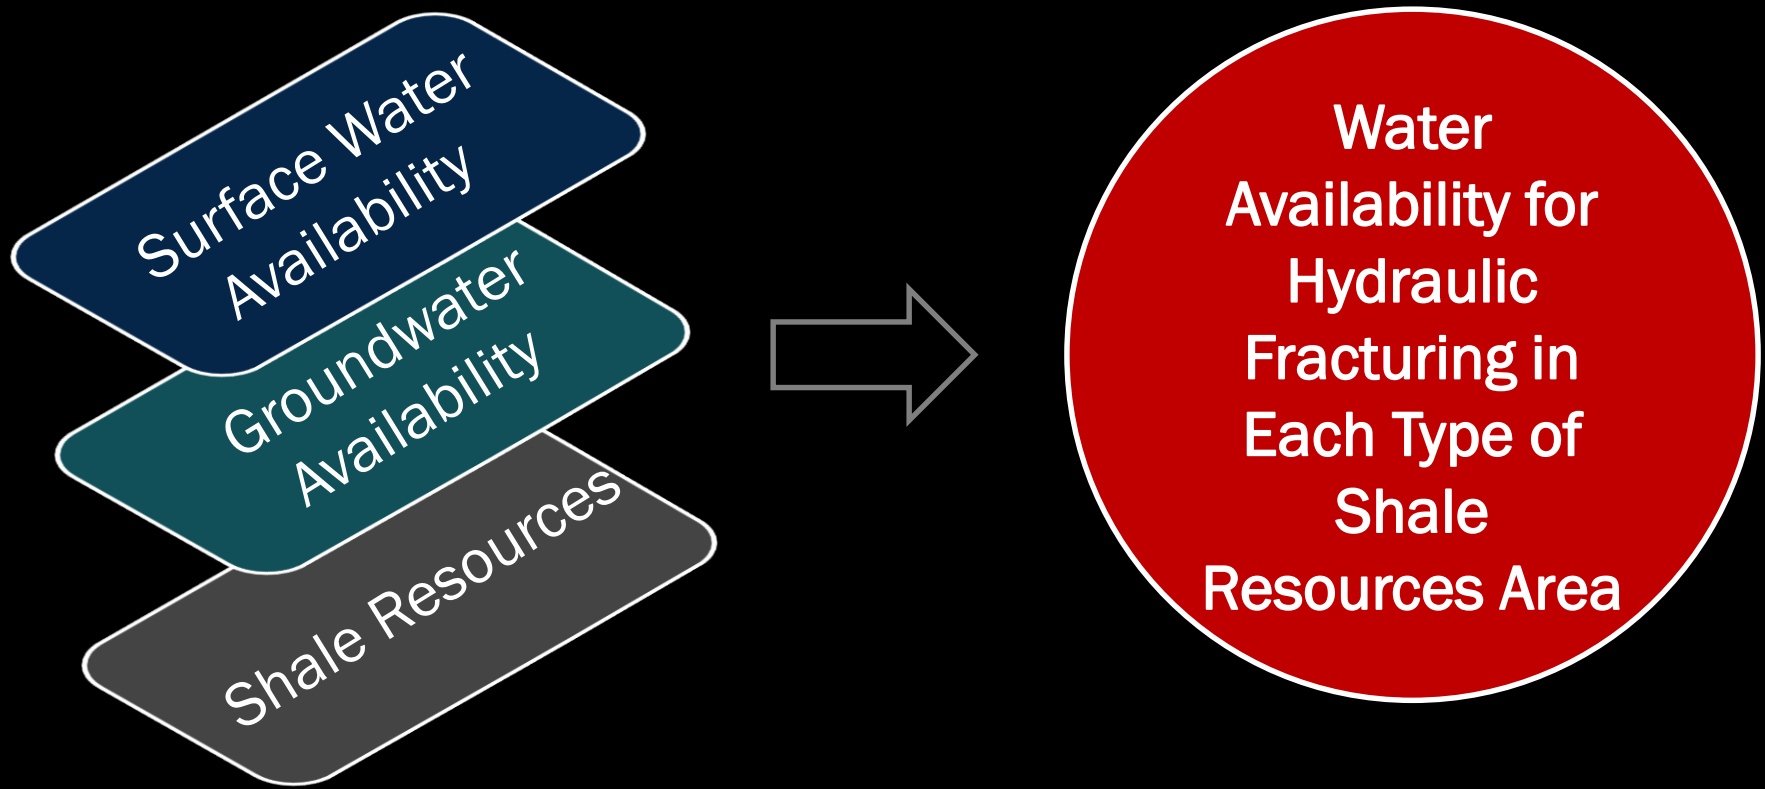 Surface Water
Availability
Groundwater
Availability
Shale Resources
Water
Availability for
Hydraulic
Fracturing in
Each Type of
Shale
Resources Area